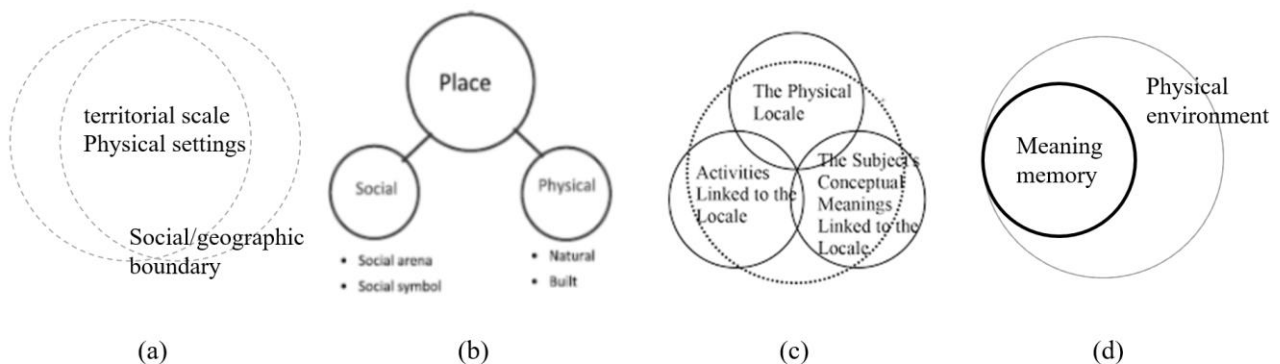 territorial scale
Physical settings
Social/geographic
boundary
(a)
Place
Social
Physical
• Social arena
• Social symbol
• Natural
• Built
(b)
The Physical
Locale
Activities
Linked to the
Locale
The Subject's
Conceptual
Meanings
Linked to the
Locale
(c)
Physical
environment
Meaning
memory
(d)